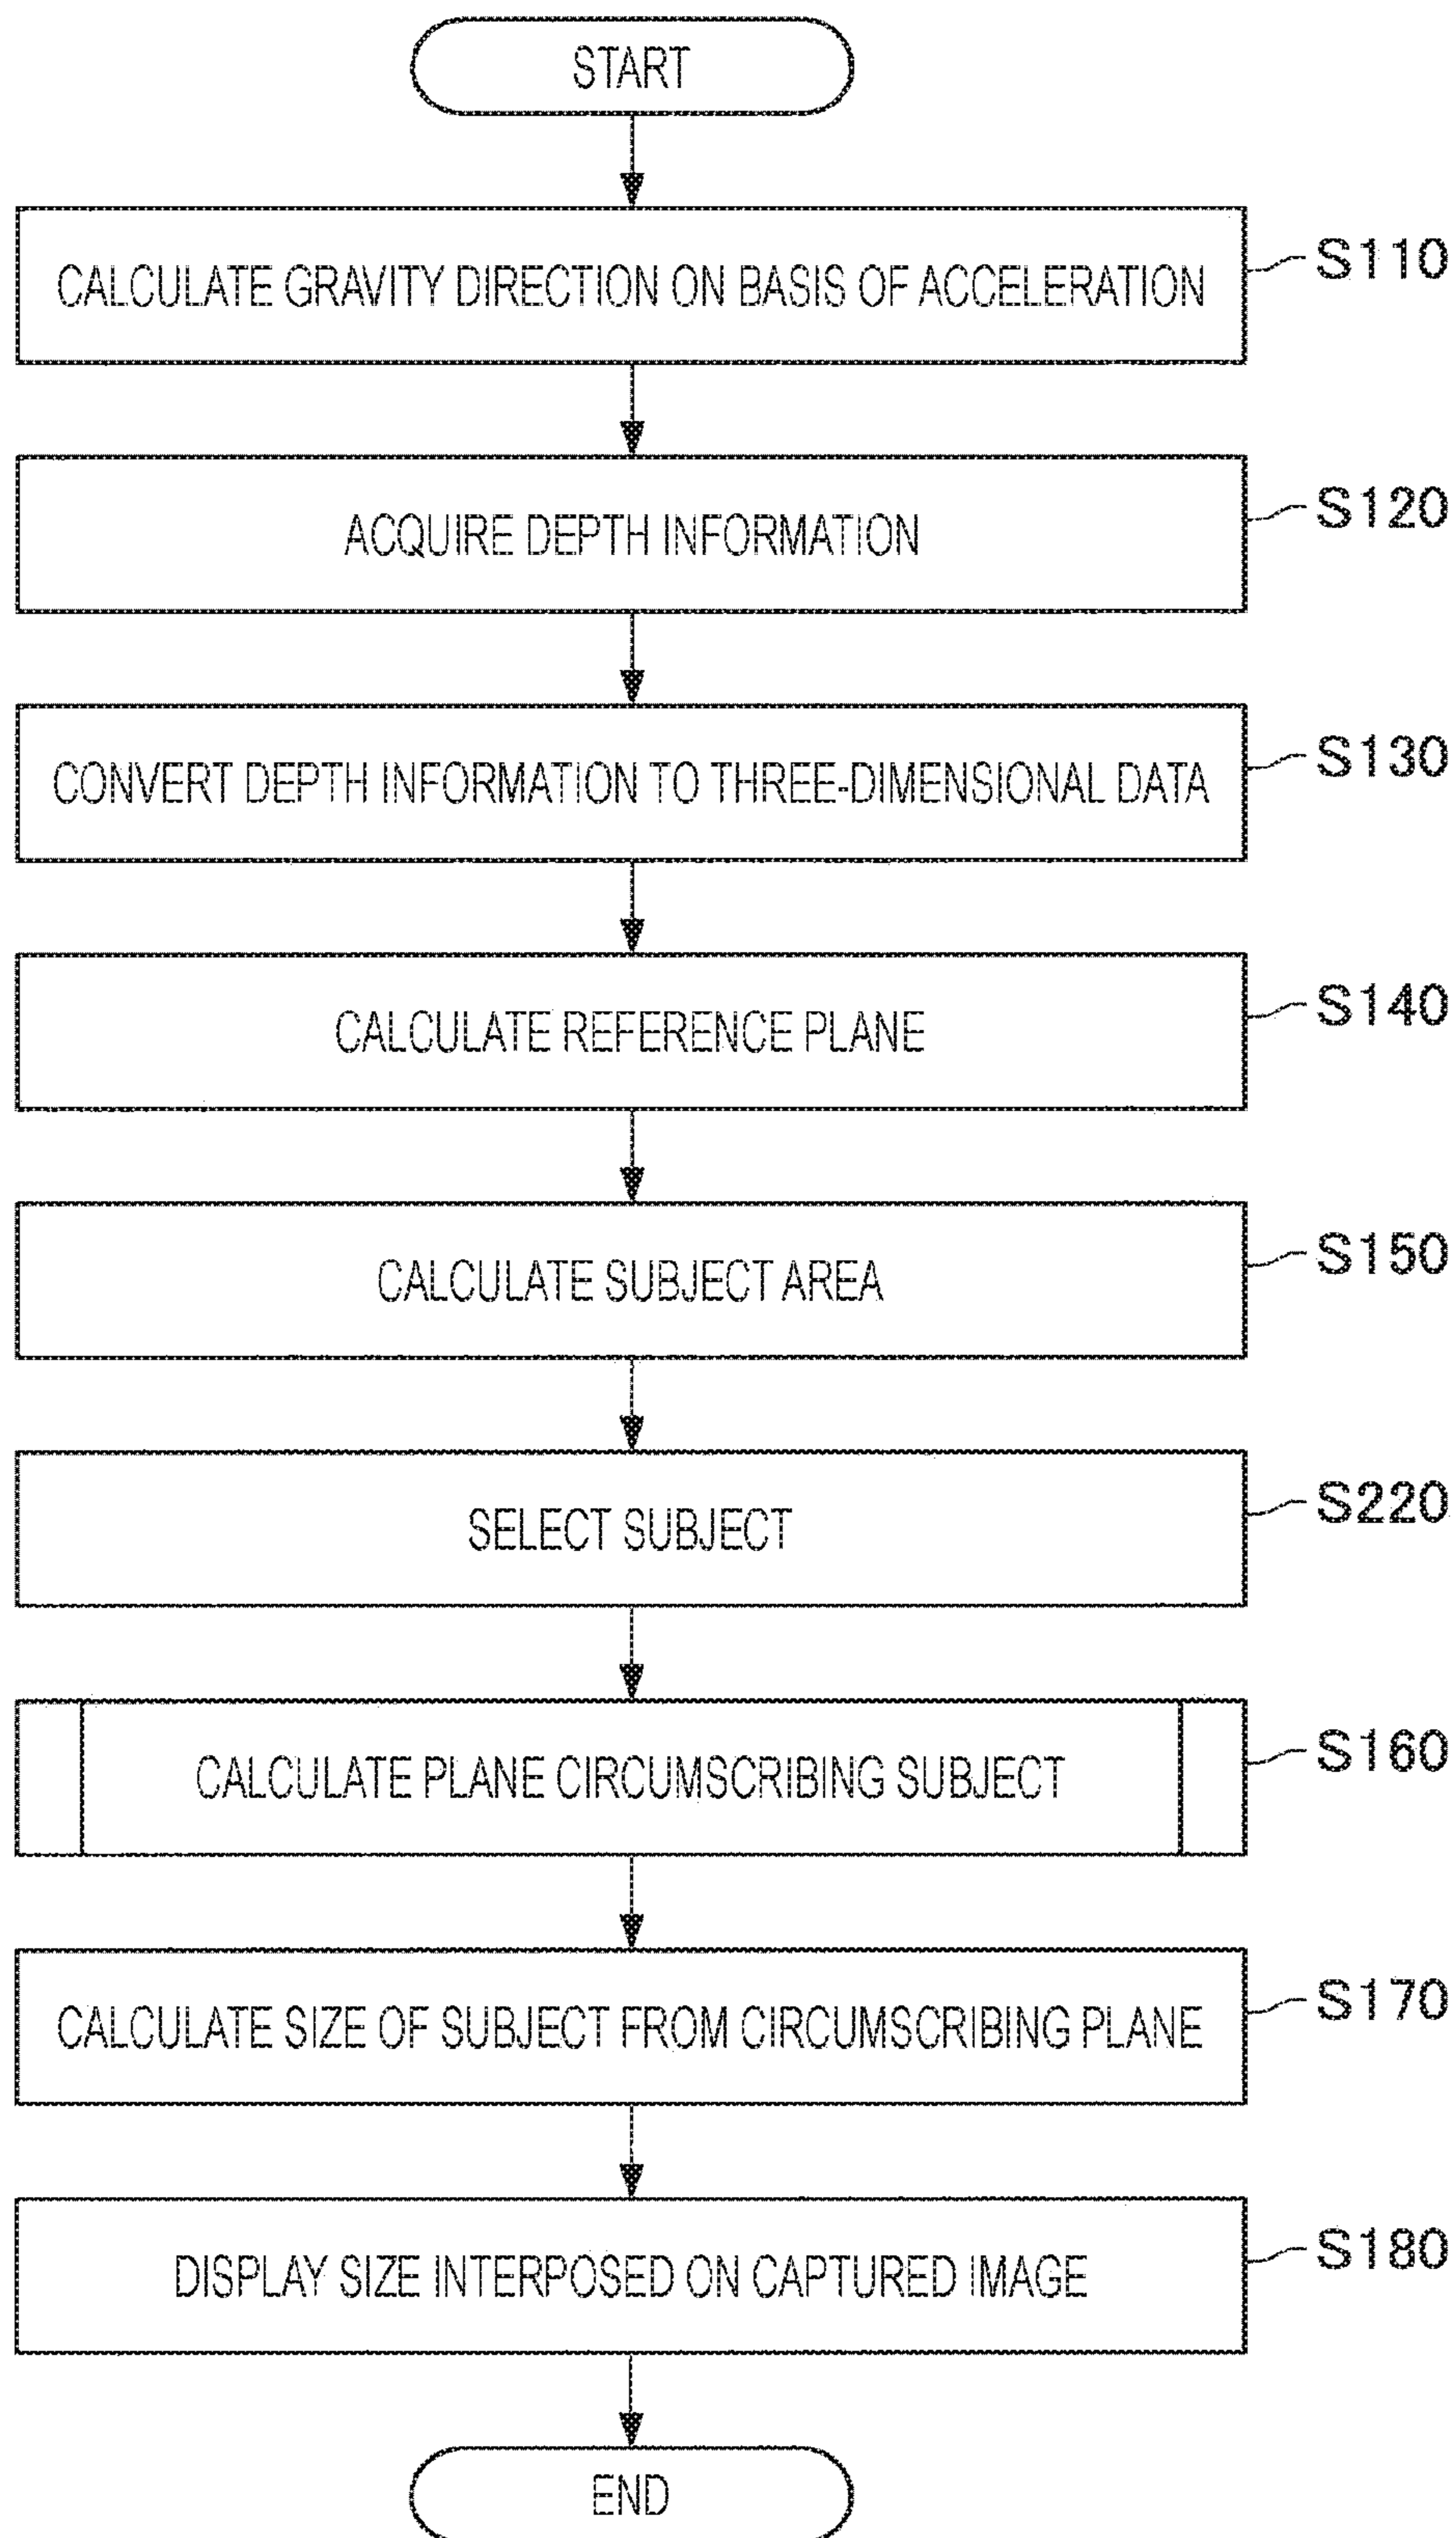 START
CALCULATE GRAVITY DIRECTION ON BASIS OF ACCELERATION S110
ACQUIRE DEPTH INFORMATION S120
CONVERT DEPTH INFORMATION TO THREE-DIMENSIONAL DATA S130
CALCULATE REFERENCE PLANE S140
CALCULATE SUBJECT AREA S150
SELECT SUBJECT S220
CALCULATE PLANE CIRCUMSCRIBING SUBJECT S160
CALCULATE SIZE OF SUBJECT FROM CIRCUMSCRIBING PLANE S170
DISPLAY SIZE INTERPOSED ON CAPTURED IMAGE S180
END